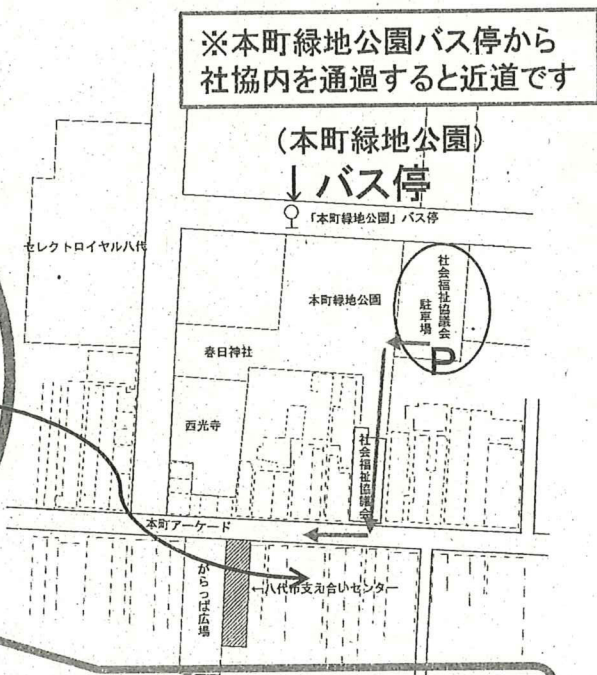 ※本町緑地公園バス停から
社協内を通過すると近道です
(本町緑地公園)
↓バス停
「本町緑地公園」バス停
セレクトロイヤル八代
本町緑地公園
社会福祉協議会
駐車場
P
春日神社
西光寺
社会福祉協議会
本町アーケード
がらっぱ広場
←八代市支え合いセンター